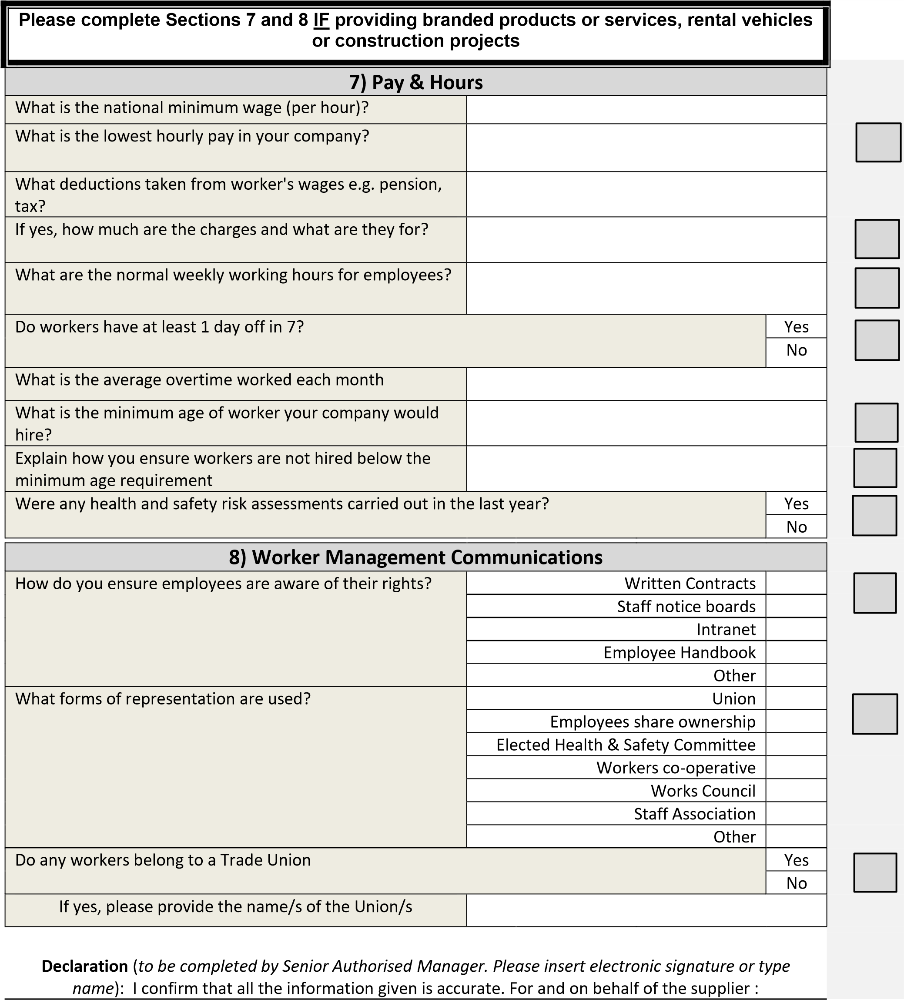 Please complete Sections 7 and 8 IF providing branded products or services, rental vehicles
or construction projects
7) Pay & Hours
What is the national minimum wage (per hour)?
What is the lowest hourly pay in your company?
What deductions taken from worker's wages e.g. pension,
tax?
If yes, how much are the charges and what are they for?
What are the normal weekly working hours for employees?
Do workers have at least 1 day off in 7?
Yes
No
What is the average overtime worked each month
What is the minimum age of worker your company would
hire?
Explain how you ensure workers are not hired below the
minimum age requirement
Were any health and safety risk assessments carried out in the last year?
Yes
No
8) Worker Management Communications
How do you ensure employees are aware of their rights?
Written Contracts
Staff notice boards
Intranet
Employee Handbook
Other
What forms of representation are used?
Union
Employees share ownership
Elected Health & Safety Committee
Workers co-operative
Works Council
Staff Association
Other
Do any workers belong to a Trade Union
Yes
No
If yes, please provide the name/s of the Union/s
Declaration (to be completed by Senior Authorised Manager. Please insert electronic signature or type
name):  I confirm that all the information given is accurate. For and on behalf of the supplier :